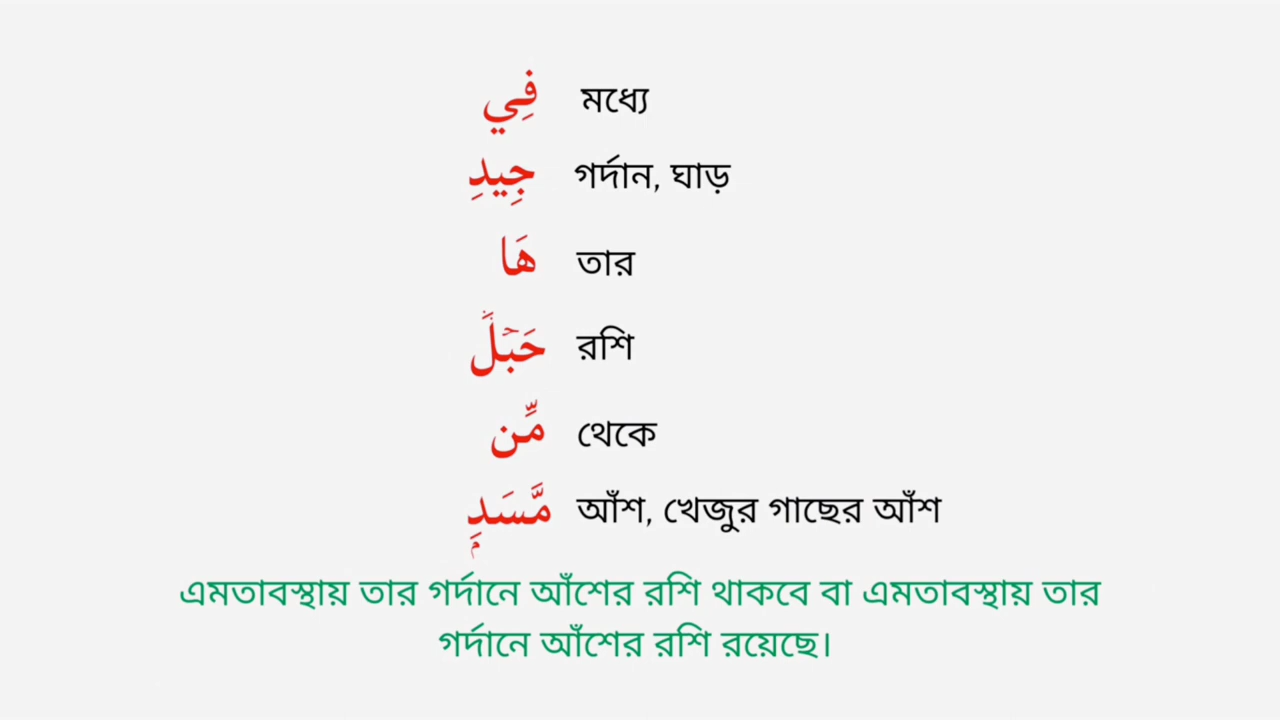 فِي মধ্যে
جِيدِ গর্দান, ঘাড়
هَا তার
حَبۡلٌ রশি
مِّن থেকে
مَّسَدِۭ আঁশ, খেজুর গাছের আঁশ
এমতাবস্থায় তার গর্দানে আঁশের রশি থাকবে বা এমতাবস্থায় তার
গর্দানে আঁশের রশি রয়েছে।